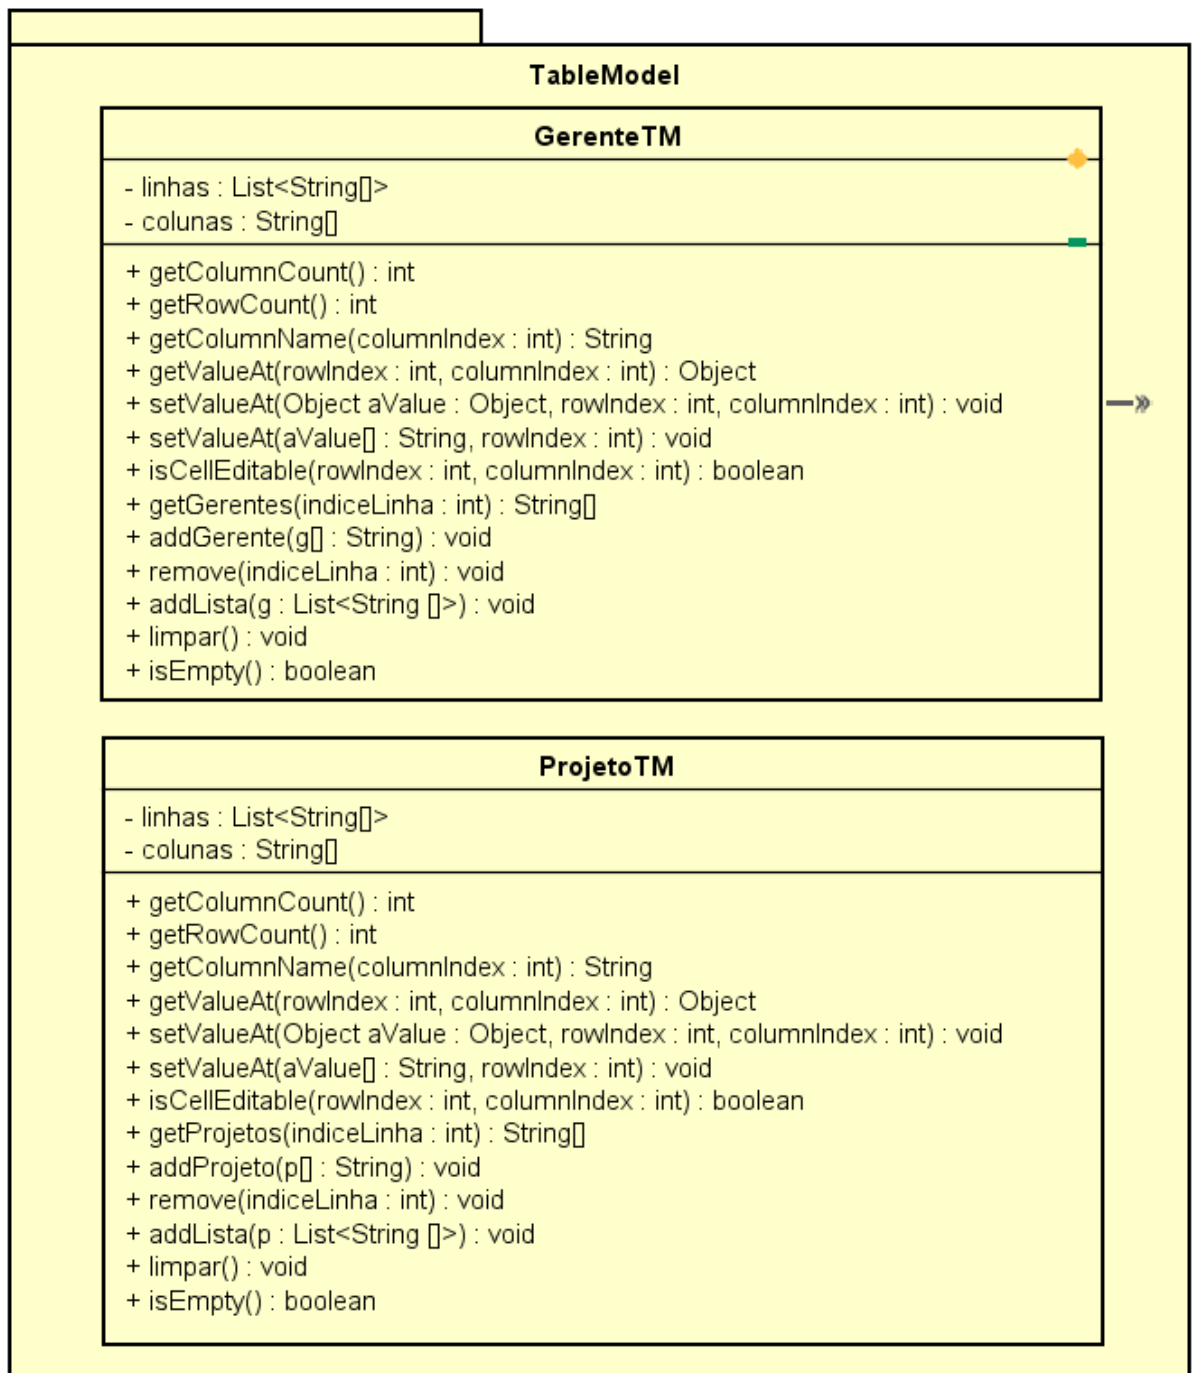 TableModel
GerenteTM
- linhas : List<String[]>
- colunas : String[]
+ getColumnCount() : int
+ getRowCount() : int
+ getColumnName(columnIndex : int) : String
+ getValueAt(rowIndex : int, columnIndex : int) : Object
+ setValueAt(Object aValue : Object, rowIndex : int, columnIndex : int) : void
+ setValueAt(aValue[] : String, rowIndex : int) : void
+ isCellEditable(rowIndex : int, columnIndex : int) : boolean
+ getGerentes(indiceLinha : int) : String[]
+ addGerente(g[] : String) : void
+ remove(indiceLinha : int) : void
+ addLista(g : List<String []>) : void
+ limpar() : void
+ isEmpty() : boolean
ProjetoTM
- linhas : List<String[]>
- colunas : String[]
+ getColumnCount() : int
+ getRowCount() : int
+ getColumnName(columnIndex : int) : String
+ getValueAt(rowIndex : int, columnIndex : int) : Object
+ setValueAt(Object aValue : Object, rowIndex : int, columnIndex : int) : void
+ setValueAt(aValue[] : String, rowIndex : int) : void
+ isCellEditable(rowIndex : int, columnIndex : int) : boolean
+ getProjetos(indiceLinha : int) : String[]
+ addProjeto(p[] : String) : void
+ remove(indiceLinha : int) : void
+ addLista(p : List<String []>) : void
+ limpar() : void
+ isEmpty() : boolean